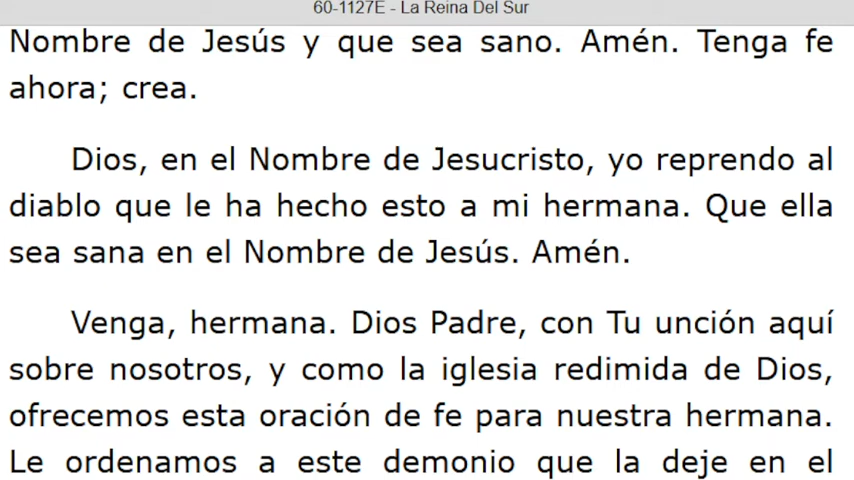 60-1127E - La Reina Del Sur
Nombre de Jesús y que sea sano. Amén. Tenga fe
ahora; crea.
Dios, en el Nombre de Jesucristo, yo reprendo al
diablo que le ha hecho esto a mi hermana. Que ella
sea sana en el Nombre de Jesús. Amén.
Venga, hermana. Dios Padre, con Tu unción aquí
sobre nosotros, y como la iglesia redimida de Dios,
ofrecemos esta oración de fe para nuestra hermana.
Le ordenamos a este demonio que la deje en el